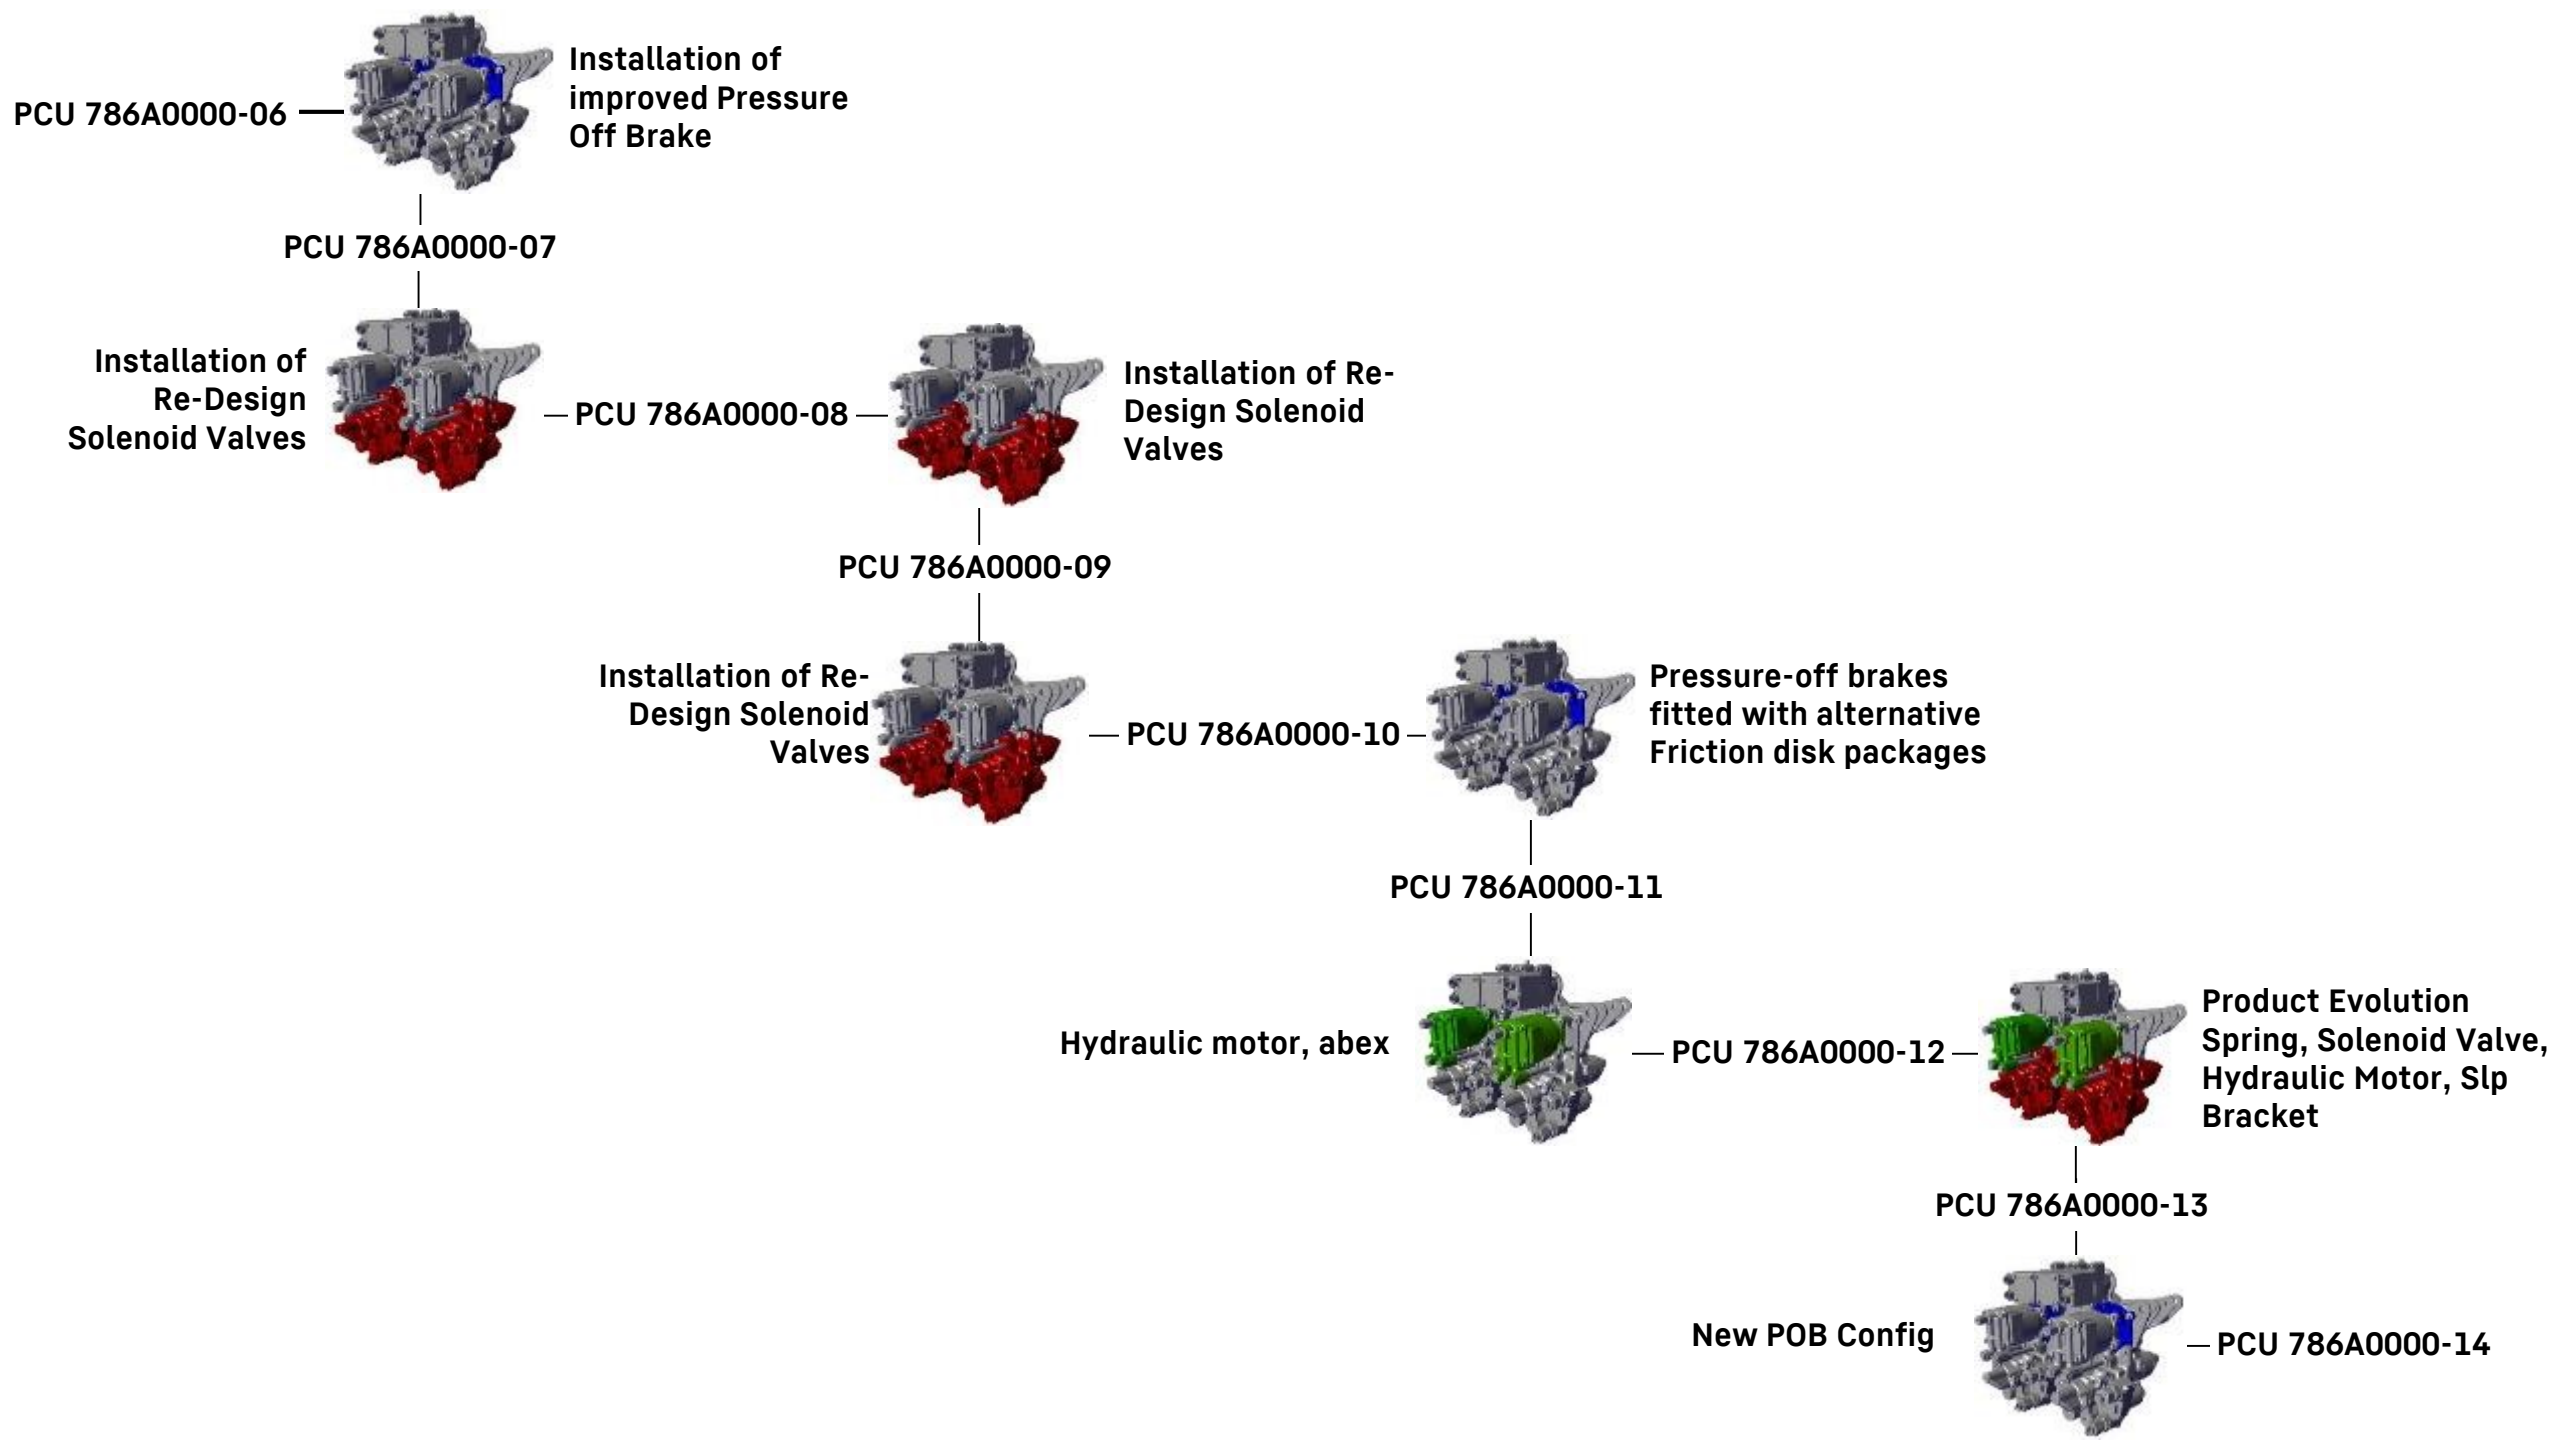 PCU 786A0000-06
Installation of
improved Pressure
Off Brake
PCU 786A0000-07
Installation of
Re-Design
Solenoid Valves
PCU 786A0000-08
Installation of Re-
Design Solenoid
Valves
PCU 786A0000-09
Installation of Re-
Design Solenoid
Valves
PCU 786A0000-10
Pressure-off brakes
fitted with alternative
Friction disk packages
PCU 786A0000-11
Hydraulic motor, abex
PCU 786A0000-12
Product Evolution
Spring, Solenoid Valve,
Hydraulic Motor, Slp
Bracket
PCU 786A0000-13
New POB Config
PCU 786A0000-14